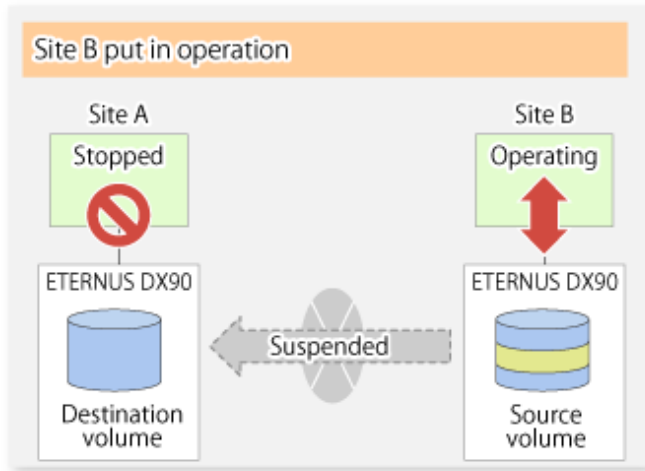 Site B put in operation
Site A
Site B
Stopped
Operating
ETERNUS DX90
ETERNUS DX90
Suspended
Destination
volume
Source
volume